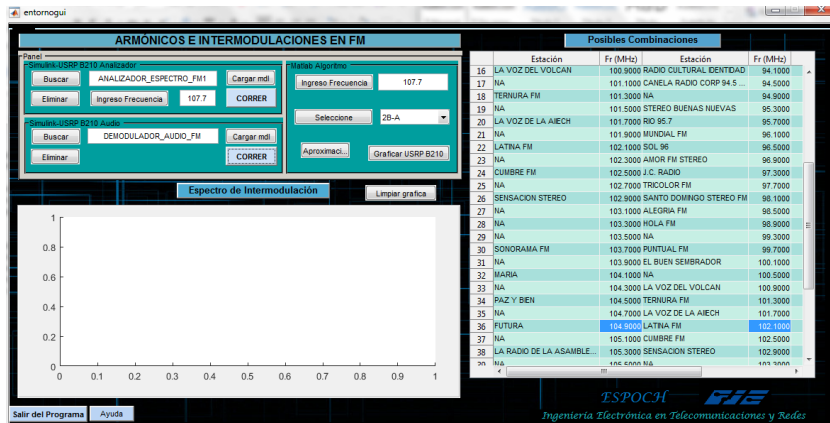 entornogui
ARMÓNICOS E INTERMODULACIONES EN FM
Panel
Simulink-USRP B210 Analizador
Buscar ANALIZADOR_ESPECTRO_FM1 Cargar mdl
Eliminar Ingreso Frecuencia 107.7 CORRER
Simulink-USRP B210 Audio
Buscar DEMODULADOR_AUDIO_FM Cargar mdl
Eliminar CORRER
Matlab Algoritmo
Ingreso Frecuencia 107.7
Seleccione 2B-A
Aproximaci... Graficar USRP B210
Espectro de Intermodulación Limpiar grafica
1
0.8
0.6
0.4
0.2
0
0 0.1 0.2 0.3 0.4 0.5 0.6 0.7 0.8 0.9 1
Salir del Programa Ayuda
Posibles Combinaciones
Estación Fr (MHz) Estación Fr (MHz)
16 LA VOZ DEL VOLCAN 100.9000 RADIO CULTURAL IDENTIDAD 94.1000
17 NA 101.1000 CANELA RADIO CORP 94.5 ... 94.5000
18 TERNURA FM 101.3000 NA 94.9000
19 NA 101.5000 STEREO BUENAS NUEVAS 95.3000
20 LA VOZ DE LA AIECH 101.7000 RIO 95.7 95.7000
21 NA 101.9000 MUNDIAL FM 96.1000
22 LATINA FM 102.1000 SOL 96 96.5000
23 NA 102.3000 AMOR FM STEREO 96.9000
24 CUMBRE FM 102.5000 J.C. RADIO 97.3000
25 NA 102.7000 TRICOLOR FM 97.7000
26 SENSACION STEREO 102.9000 SANTO DOMINGO STEREO FM 98.1000
27 NA 103.1000 ALEGRIA FM 98.5000
28 NA 103.3000 HOLA FM 98.9000
29 NA 103.5000 NA 99.3000
30 SONORAMA FM 103.7000 PUNTUAL FM 99.7000
31 NA 103.9000 EL BUEN SEMBRADOR 100.1000
32 MARIA 104.1000 NA 100.5000
33 NA 104.3000 LA VOZ DEL VOLCAN 100.9000
34 PAZ Y BIEN 104.5000 TERNURA FM 101.3000
35 NA 104.7000 LA VOZ DE LA AIECH 101.7000
36 FUTURA 104.9000 LATINA FM 102.1000
37 NA 105.1000 CUMBRE FM 102.5000
38 LA RADIO DE LA ASAMBLE... 105.3000 SENSACION STEREO 102.9000
39 NA 105.5000 NA 103.3000
ESPOCH FIE
Ingeniería Electrónica en Telecomunicaciones y Redes